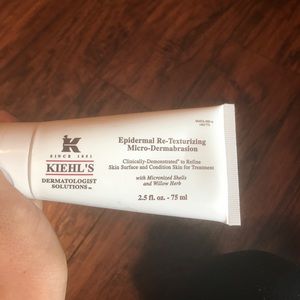 K
SINCE 1851
KIEHL'S
DERMATOLOGIST
SOLUTIONS™
Epidermal Re-Texturizing
Micro-Dermabrasion
Clinically-Demonstrated* to Refine
Skin Surface and Condition Skin for Treatment
with Micronized Shells
and Willow Herb
2.5 fl. oz. - 75 ml